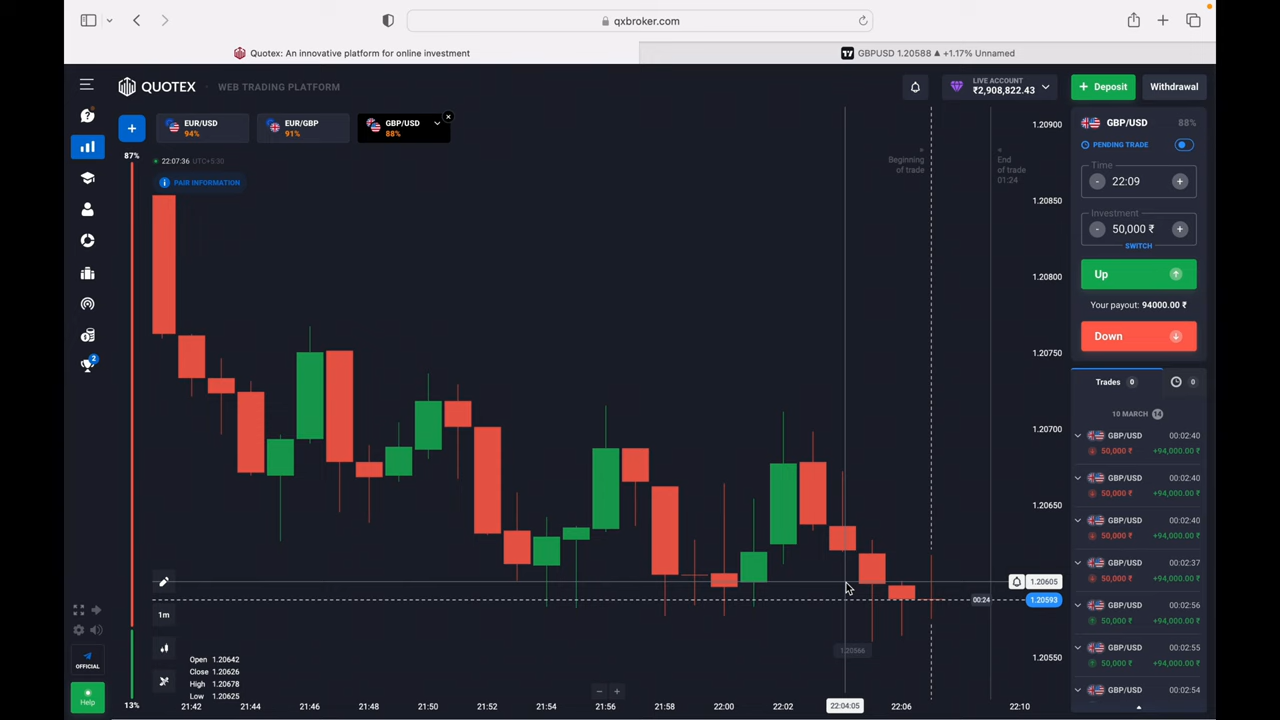 qxbroker.com
Quotex: An innovative platform for online investment
GBPUSD 1.20588 ▲ +1.17% Unnamed
QUOTEX
WEB TRADING PLATFORM
LIVE ACCOUNT
₹2,908,822.43
+ Deposit
Withdrawal
EUR/USD
94%
EUR/GBP
91%
GBP/USD
88%
87%
22:07:36 UTC+5:30
PAIR INFORMATION
Beginning
of trade
End
of trade
01:24
1.20900
1.20850
1.20800
1.20750
1.20700
1.20650
1.20605
1.20593
1.20550
00:24
1.20566
1m
Open 1.20642
Close 1.20626
High 1.20678
Low 1.20625
21:42
21:44
21:46
21:48
21:50
21:52
21:54
21:56
21:58
22:00
22:02
22:04:05
22:06
22:10
13%
2
OFFICIAL
Help
GBP/USD 88%
PENDING TRADE
Time
- 22:09 +
Investment
- 50,000 ₹ +
SWITCH
Up
Your payout: 94000.00 ₹
Down
Trades 0
0
10 MARCH 14
GBP/USD 00:02:40
50,000 ₹ +94,000.00 ₹
GBP/USD 00:02:40
50,000 ₹ +94,000.00 ₹
GBP/USD 00:02:40
50,000 ₹ +94,000.00 ₹
GBP/USD 00:02:37
50,000 ₹ +94,000.00 ₹
GBP/USD 00:02:56
50,000 ₹ +94,000.00 ₹
GBP/USD 00:02:55
50,000 ₹ +94,000.00 ₹
GBP/USD 00:02:54